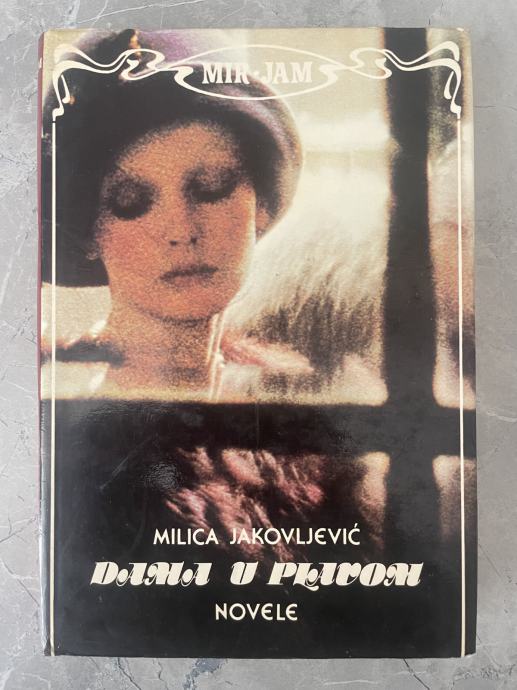 MIR-JAM
MILICA JAKOVLJEVIĆ
DAMA U PLAVOM
NOVELE